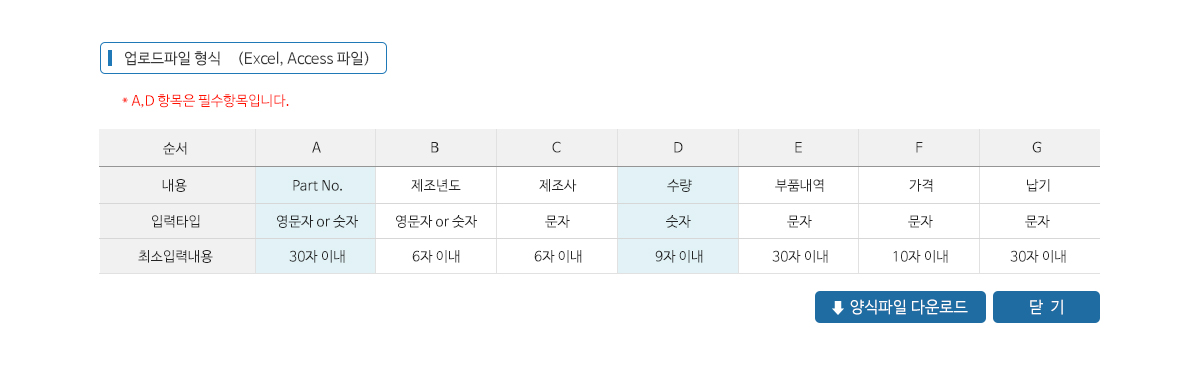 업로드파일 형식 (Excel, Access 파일)
* A,D 항목은 필수항목입니다.
순서 A B C D E F G
내용 Part No. 제조년도 제조사 수량 부품내역 가격 납기
입력타입 영문자 or 숫자 영문자 or 숫자 문자 숫자 문자 문자 문자
최소입력내용 30자 이내 6자 이내 6자 이내 9자 이내 30자 이내 10자 이내 30자 이내
양식파일 다운로드 닫 기